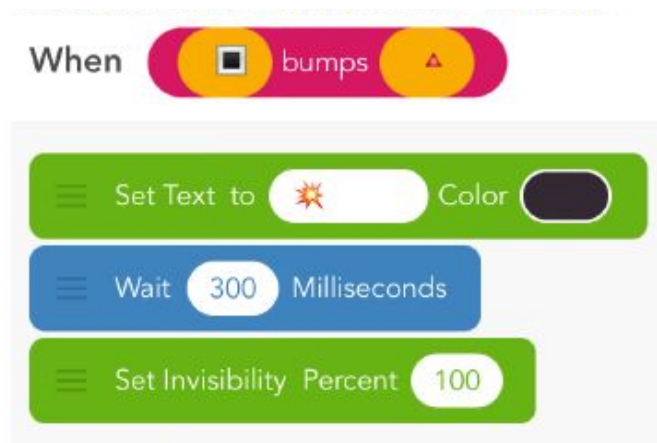 When 🔳 bumps 🔺
Set Text to 💥 Color
Wait 300 Milliseconds
Set Invisibility Percent 100